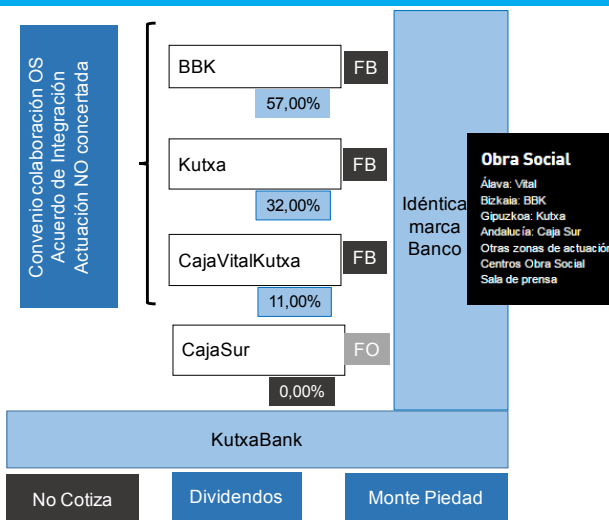 Convenio colaboración OS
Acuerdo de Integración
Actuación NO concertada
BBK
FB
57,00%
Kutxa
FB
32,00%
CajaVitalKutxa
FB
11,00%
CajaSur
FO
0,00%
Idéntica
marca
Banco
Obra Social
Álava: Vital
Bizkaia: BBK
Gipuzkoa: Kutxa
Andalucía: Caja Sur
Otras zonas de actuación
Centros Obra Social
Sala de prensa
KutxaBank
No Cotiza
Dividendos
Monte Piedad